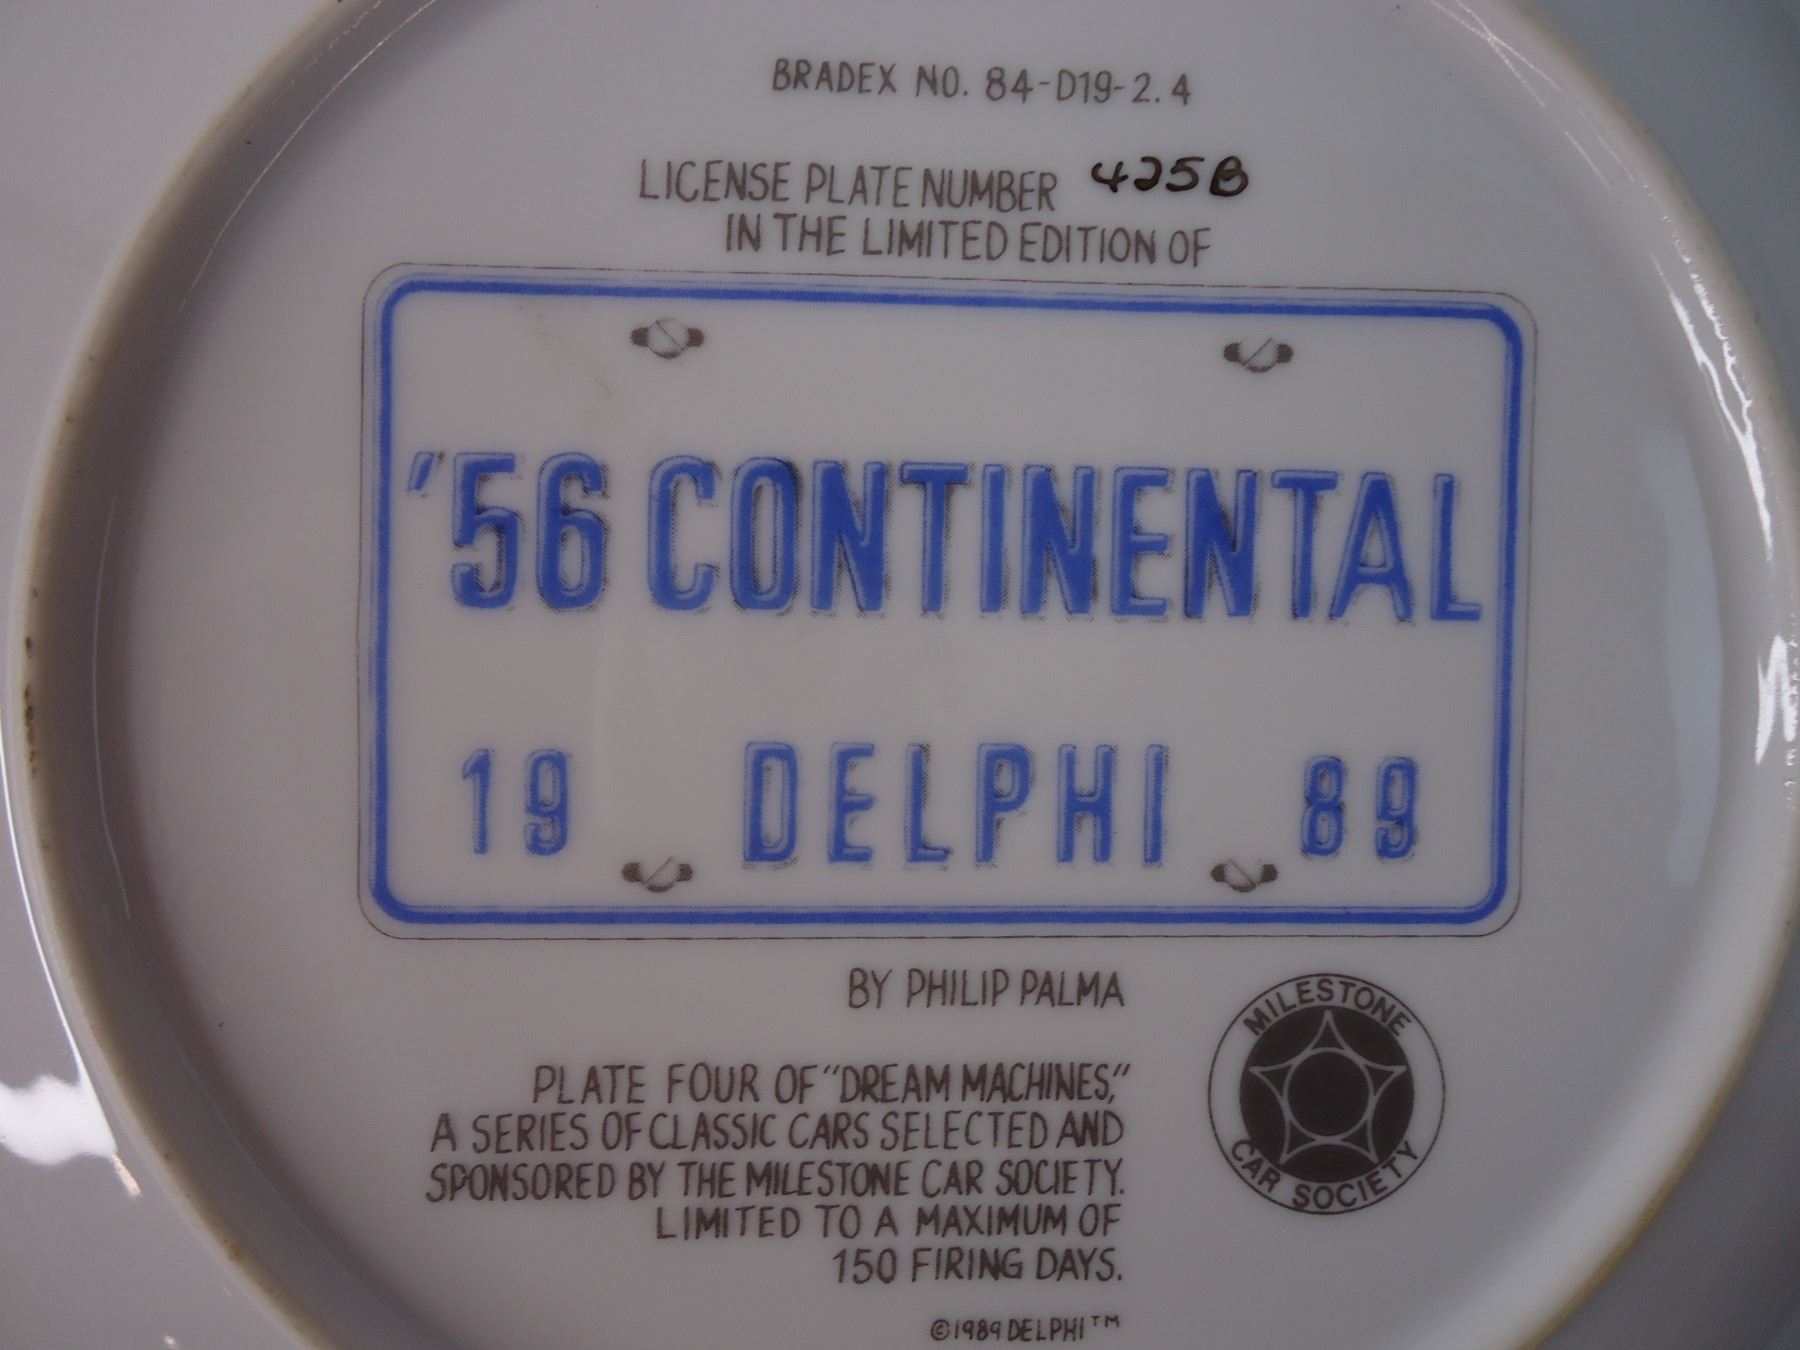 BRADEX NO. 84-D19-2.4
LICENSE PLATE NUMBER 425B
IN THE LIMITED EDITION OF
'56 CONTINENTAL
19 DELPHI 89
BY PHILIP PALMA
MILESTONE CAR SOCIETY
PLATE FOUR OF "DREAM MACHINES,"
A SERIES OF CLASSIC CARS SELECTED AND
SPONSORED BY THE MILESTONE CAR SOCIETY.
LIMITED TO A MAXIMUM OF
150 FIRING DAYS.
©1989 DELPHI™